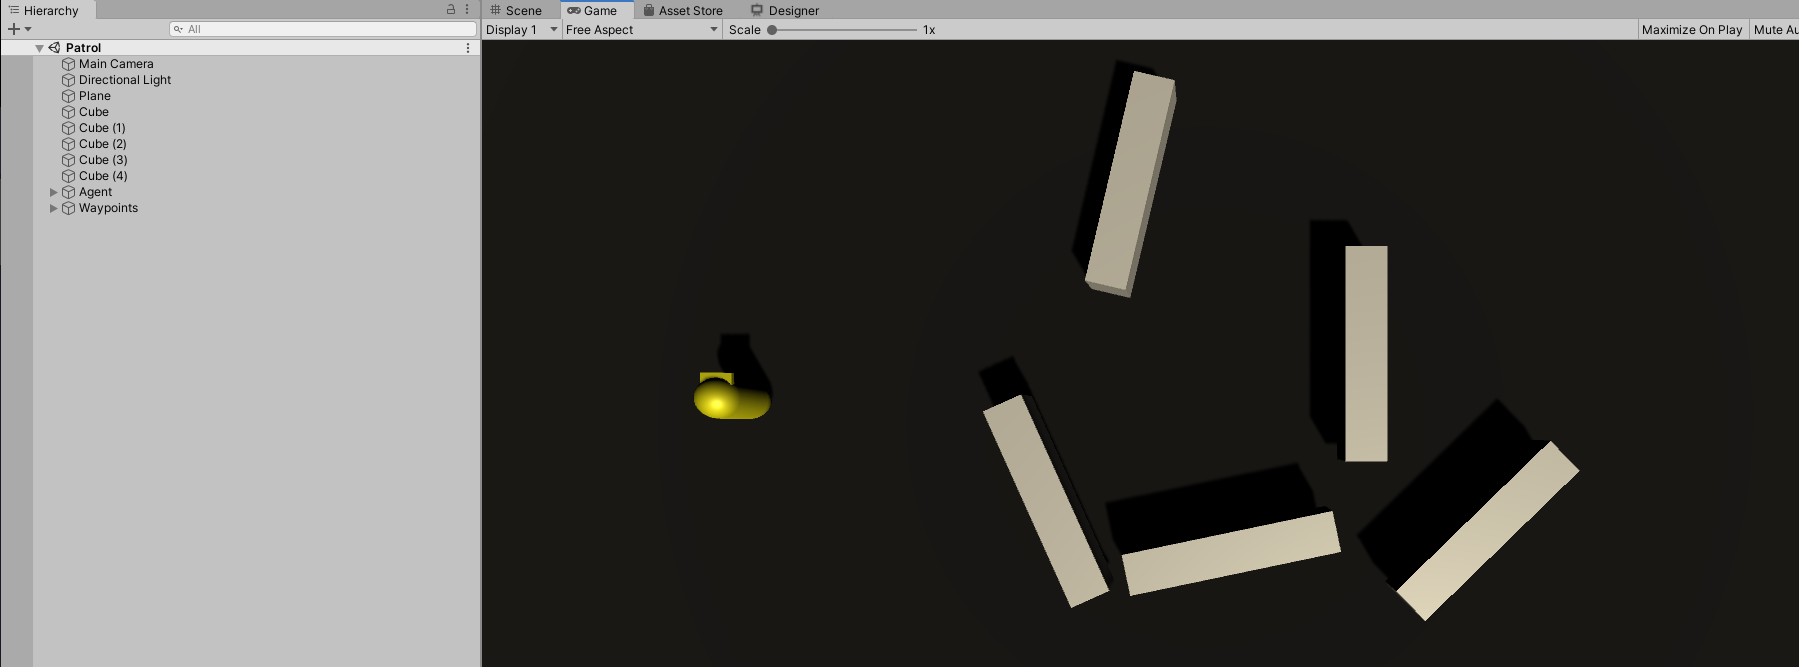 Hierarchy
All
Patrol
Main Camera
Directional Light
Plane
Cube
Cube (1)
Cube (2)
Cube (3)
Cube (4)
Agent
Waypoints
Scene Game Asset Store Designer
Display 1 Free Aspect Scale 1x Maximize On Play Mute Au